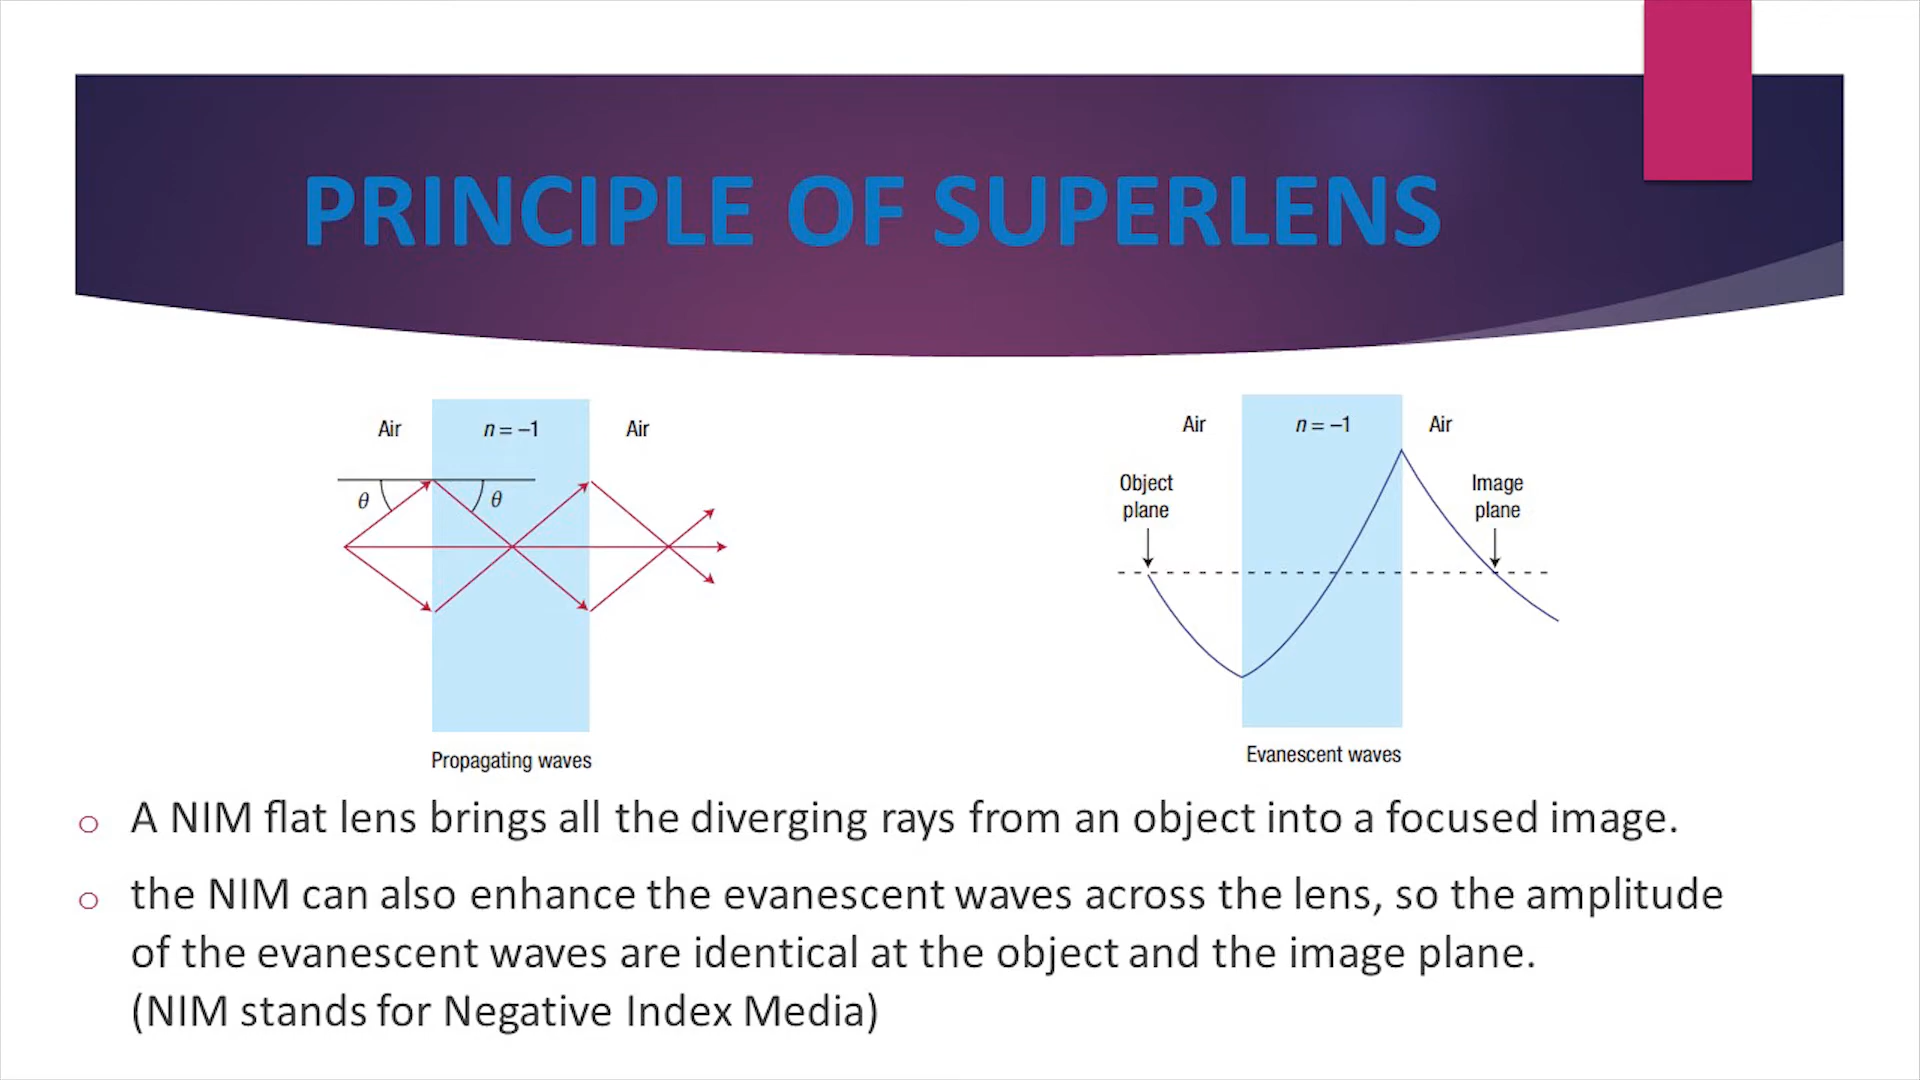 PRINCIPLE OF SUPERLENS
Air n = –1 Air
θ θ
Propagating waves
Air n = –1 Air
Object plane
Image plane
Evanescent waves
o A NIM flat lens brings all the diverging rays from an object into a focused image.
o the NIM can also enhance the evanescent waves across the lens, so the amplitude
of the evanescent waves are identical at the object and the image plane.
(NIM stands for Negative Index Media)